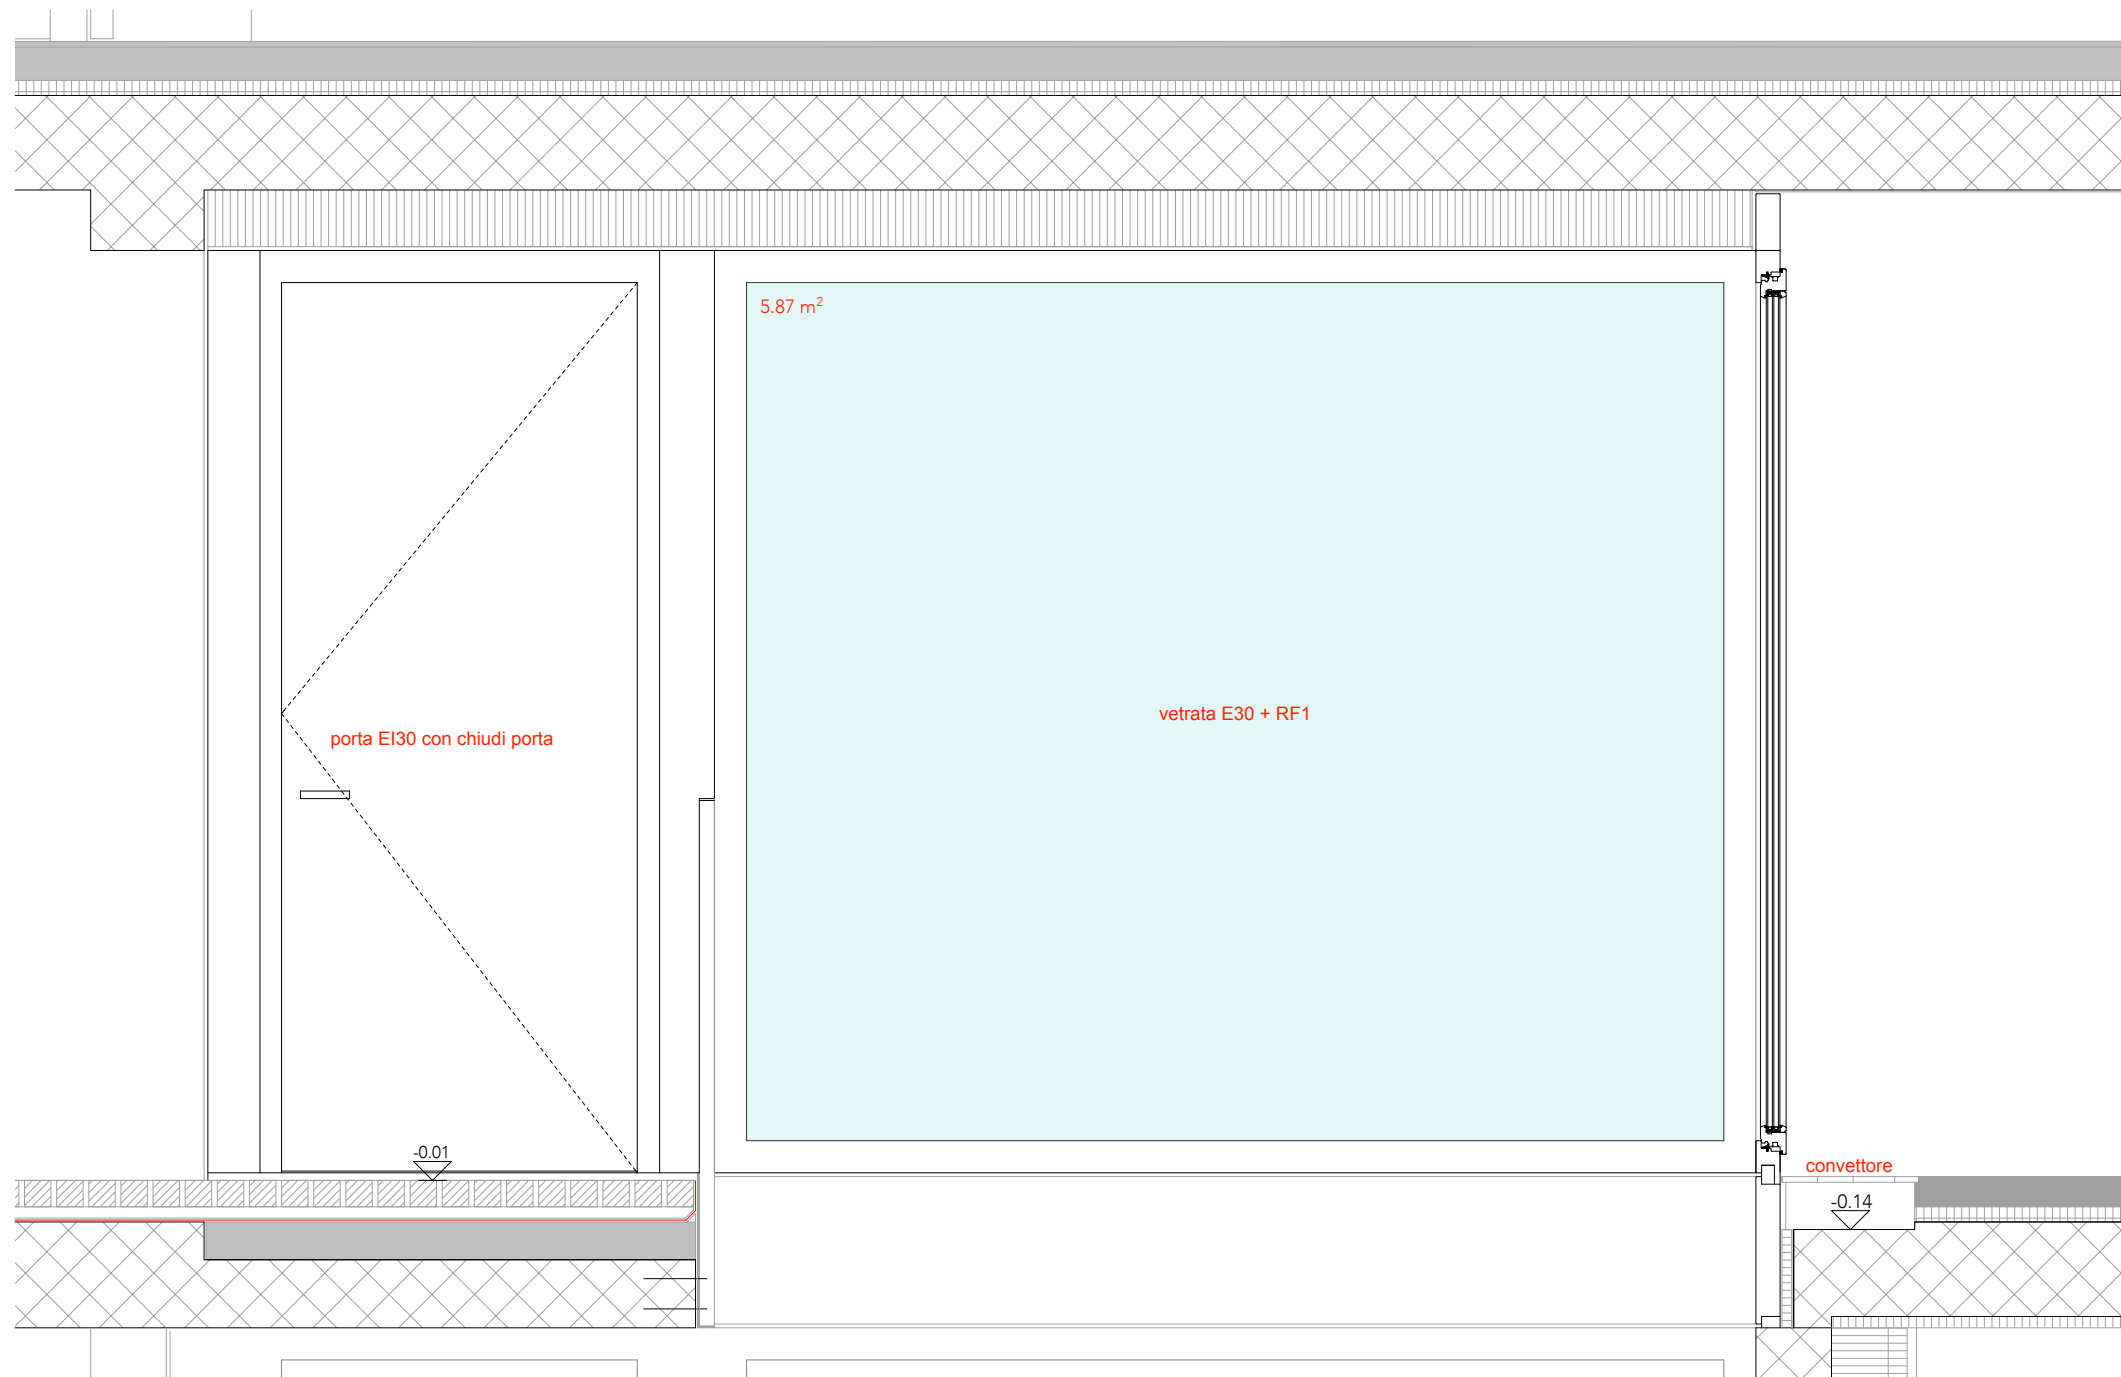 5.87 m²
vetrata E30 + RF1
porta EI30 con chiudi porta
-0.01
convettore
-0.14